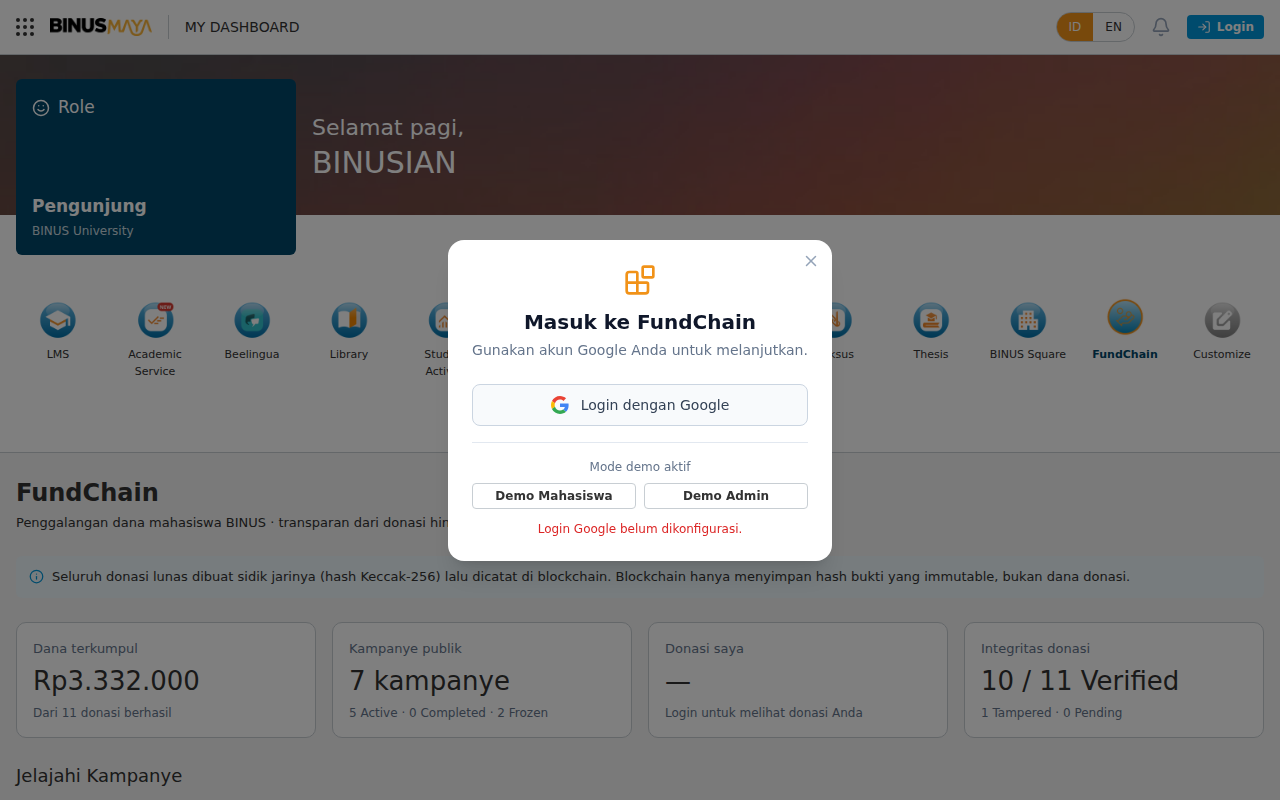 BINUSMAYA
MY DASHBOARD
ID
EN
Login
Role
Pengunjung
BINUS University
Selamat pagi,
BINUSIAN
LMS
NEW
Academic
Service
Beelingua
Library
Thesis
BINUS Square
FundChain
Customize
Masuk ke FundChain
Gunakan akun Google Anda untuk melanjutkan.
Login dengan Google
Mode demo aktif
Demo Mahasiswa
Demo Admin
Login Google belum dikonfigurasi.
FundChain
Penggalangan dana mahasiswa BINUS · transparan dari donasi
Seluruh donasi lunas dibuat sidik jarinya (hash Keccak-256) lalu dicatat di blockchain. Blockchain hanya menyimpan hash bukti yang immutable, bukan dana donasi.
Dana terkumpul
Rp3.332.000
Dari 11 donasi berhasil
Kampanye publik
7 kampanye
5 Active · 0 Completed · 2 Frozen
Donasi saya
—
Login untuk melihat donasi Anda
Integritas donasi
10 / 11 Verified
1 Tampered · 0 Pending
Jelajahi Kampanye